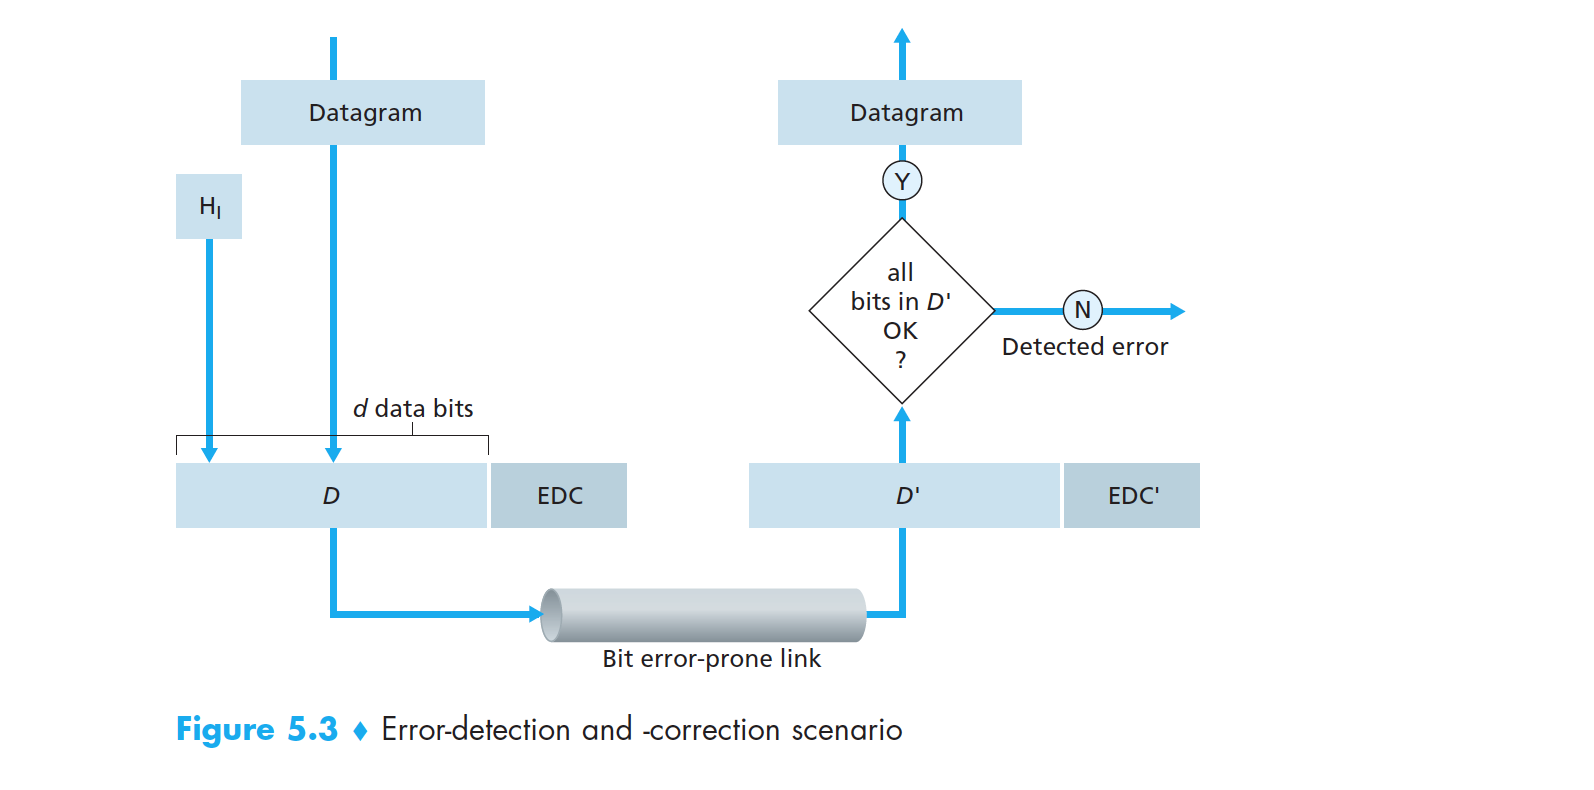 Datagram
Datagram
Y
Hl
all
bits in D'
OK
?
N
Detected error
d data bits
D
EDC
D'
EDC'
Bit error-prone link
Figure 5.3 ♦ Error-detection and -correction scenario